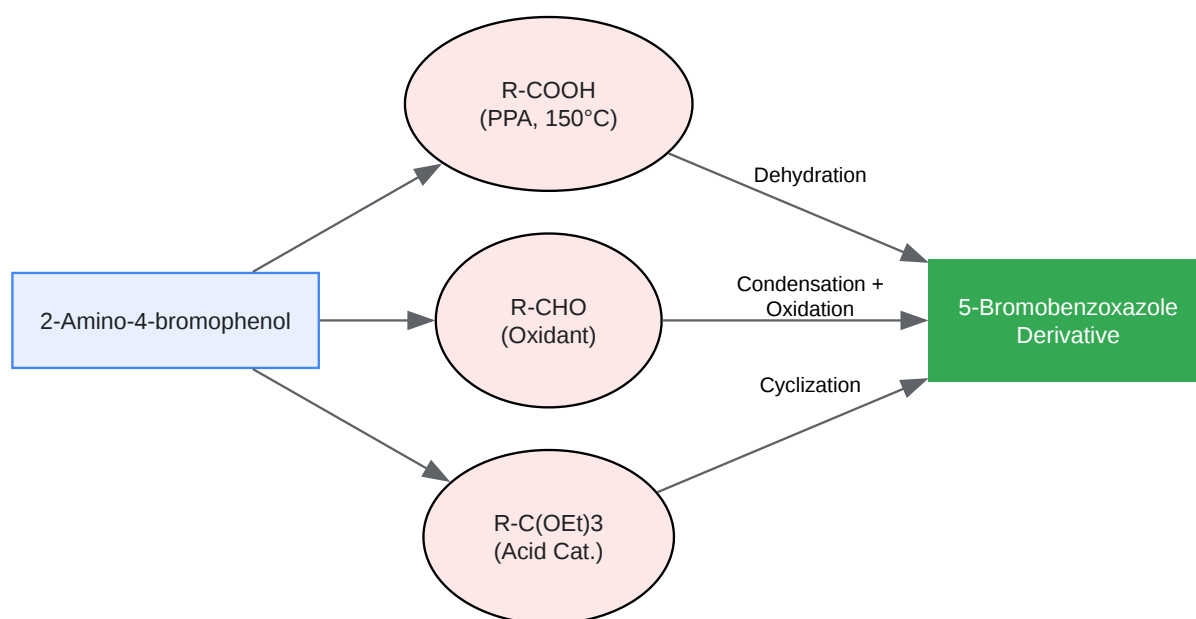 R-COOH
(PPA, 150°C)
Dehydration
2-Amino-4-bromophenol
R-CHO
(Oxidant)
Condensation +
Oxidation
5-Bromobenzoxazole
Derivative
Cyclization
R-C(OEt)3
(Acid Cat.)